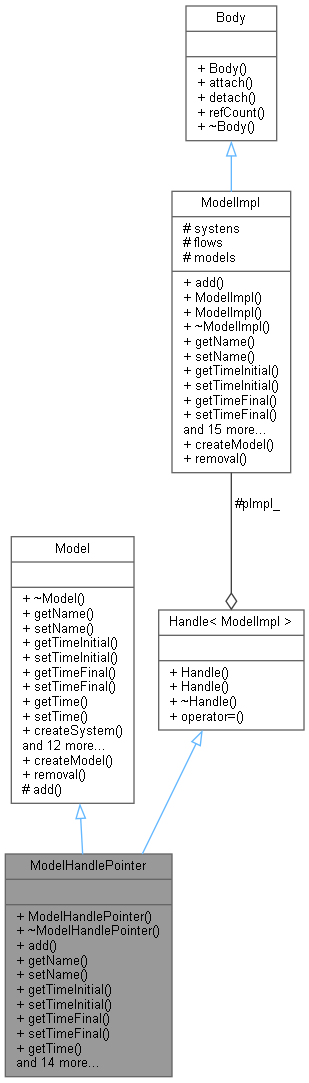 Body
+ Body()
+ attach()
+ detach()
+ refCount()
+ ~Body()
ModelImpl
# systens
# flows
# models
+ add()
+ ModelImpl()
+ ModelImpl()
+ ~ModelImpl()
+ getName()
+ setName()
+ getTimeInitial()
+ setTimeInitial()
+ getTimeFinal()
+ setTimeFinal()
and 15 more...
+ createModel()
+ removal()
#pImpl_
Model
+ ~Model()
+ getName()
+ setName()
+ getTimeInitial()
+ setTimeInitial()
+ getTimeFinal()
+ setTimeFinal()
+ getTime()
+ setTime()
+ createSystem()
and 12 more...
+ createModel()
+ removal()
# add()
Handle< ModelImpl >
+ Handle()
+ Handle()
+ ~Handle()
+ operator=()
ModelHandlePointer
+ ModelHandlePointer()
+ ~ModelHandlePointer()
+ add()
+ getName()
+ setName()
+ getTimeInitial()
+ setTimeInitial()
+ getTimeFinal()
+ setTimeFinal()
+ getTime()
and 14 more...